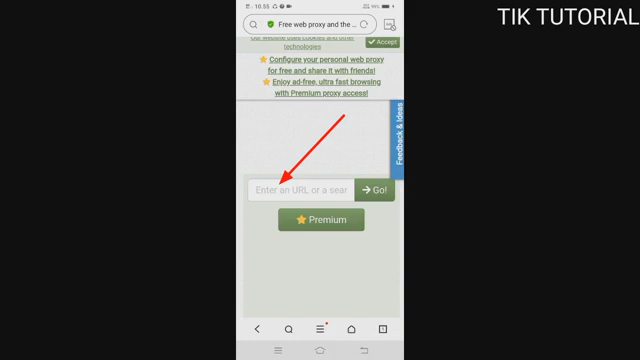 TIK TUTORIAL
10.55
Free web proxy and the ...
Our website uses cookies and other
technologies
Accept
Configure your personal web proxy
for free and share it with friends!
Enjoy ad-free, ultra fast browsing
with Premium proxy access!
Feedback & Ideas
Enter an URL or a sear
Go!
Premium
1